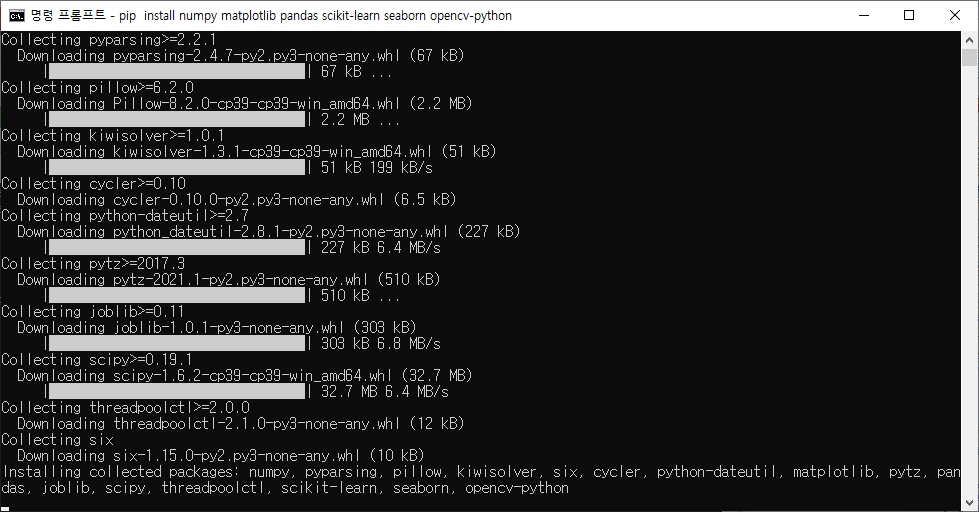 명령 프롬프트 - pip  install numpy matplotlib pandas scikit-learn seaborn opencv-python
Collecting pyparsing>=2.2.1
  Downloading pyparsing-2.4.7-py2.py3-none-any.whl (67 kB)
     |████████████████████████████████| 67 kB ...
Collecting pillow>=6.2.0
  Downloading Pillow-8.2.0-cp39-cp39-win_amd64.whl (2.2 MB)
     |████████████████████████████████| 2.2 MB ...
Collecting kiwisolver>=1.0.1
  Downloading kiwisolver-1.3.1-cp39-cp39-win_amd64.whl (51 kB)
     |████████████████████████████████| 51 kB 199 kB/s
Collecting cycler>=0.10
  Downloading cycler-0.10.0-py2.py3-none-any.whl (6.5 kB)
Collecting python-dateutil>=2.7
  Downloading python_dateutil-2.8.1-py2.py3-none-any.whl (227 kB)
     |████████████████████████████████| 227 kB 6.4 MB/s
Collecting pytz>=2017.3
  Downloading pytz-2021.1-py2.py3-none-any.whl (510 kB)
     |████████████████████████████████| 510 kB ...
Collecting joblib>=0.11
  Downloading joblib-1.0.1-py3-none-any.whl (303 kB)
     |████████████████████████████████| 303 kB 6.8 MB/s
Collecting scipy>=0.19.1
  Downloading scipy-1.6.2-cp39-cp39-win_amd64.whl (32.7 MB)
     |████████████████████████████████| 32.7 MB 6.4 MB/s
Collecting threadpoolctl>=2.0.0
  Downloading threadpoolctl-2.1.0-py3-none-any.whl (12 kB)
Collecting six
  Downloading six-1.15.0-py2.py3-none-any.whl (10 kB)
Installing collected packages: numpy, pyparsing, pillow, kiwisolver, six, cycler, python-dateutil, matplotlib, pytz, pan
das, joblib, scipy, threadpoolctl, scikit-learn, seaborn, opencv-python